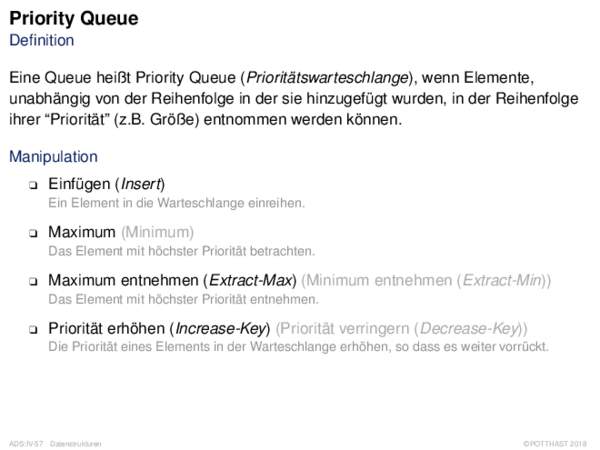 Priority Queue
Definition
Eine Queue heißt Priority Queue (Prioritätswarteschlange), wenn Elemente,
unabhängig von der Reihenfolge in der sie hinzugefügt wurden, in der Reihenfolge
ihrer “Priorität” (z.B. Größe) entnommen werden können.
Manipulation
❑ Einfügen (Insert)
Ein Element in die Warteschlange einreihen.
❑ Maximum (Minimum)
Das Element mit höchster Priorität betrachten.
❑ Maximum entnehmen (Extract-Max) (Minimum entnehmen (Extract-Min))
Das Element mit höchster Priorität entnehmen.
❑ Priorität erhöhen (Increase-Key) (Priorität verringern (Decrease-Key))
Die Priorität eines Elements in der Warteschlange erhöhen, so dass es weiter vorrückt.
ADS:IV-57 Datenstrukturen ©POTTHAST 2018